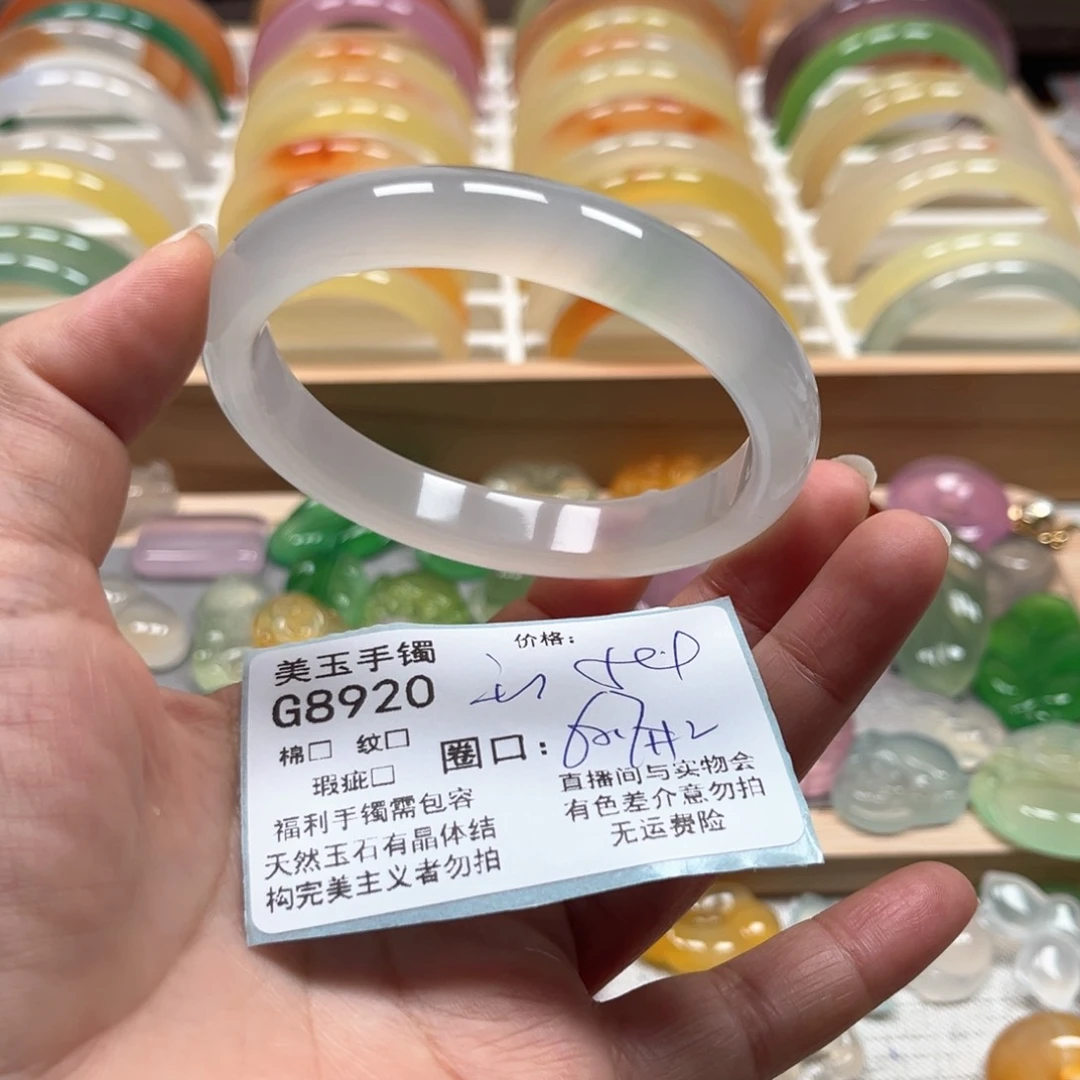 美玉手镯
G8920
价格：
棉□ 纹□
瑕疵□
圈口：
福利手镯需包容
天然玉石有晶体结
构完美主义者勿拍
直播间与实物会
有色差介意勿拍
无运费险